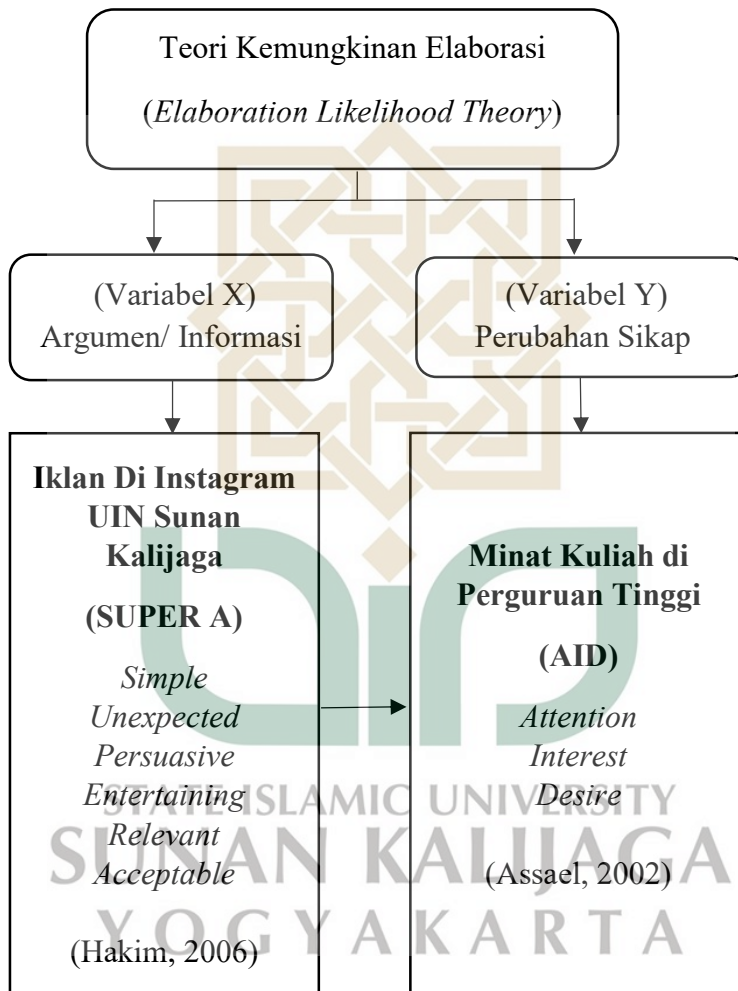 Teori Kemungkinan Elaborasi
(Elaboration Likelihood Theory)
(Variabel X)
Argumen/ Informasi
(Variabel Y)
Perubahan Sikap
Iklan Di Instagram
UIN Sunan
Kalijaga
(SUPER A)
Simple
Unexpected
Persuasive
Entertaining
Relevant
Acceptable
(Hakim, 2006)
Minat Kuliah di
Perguruan Tinggi
(AID)
Attention
Interest
Desire
(Assael, 2002)
STATE ISLAMIC UNIVERSITY
SUNAN KALIJAGA
YOGYAKARTA